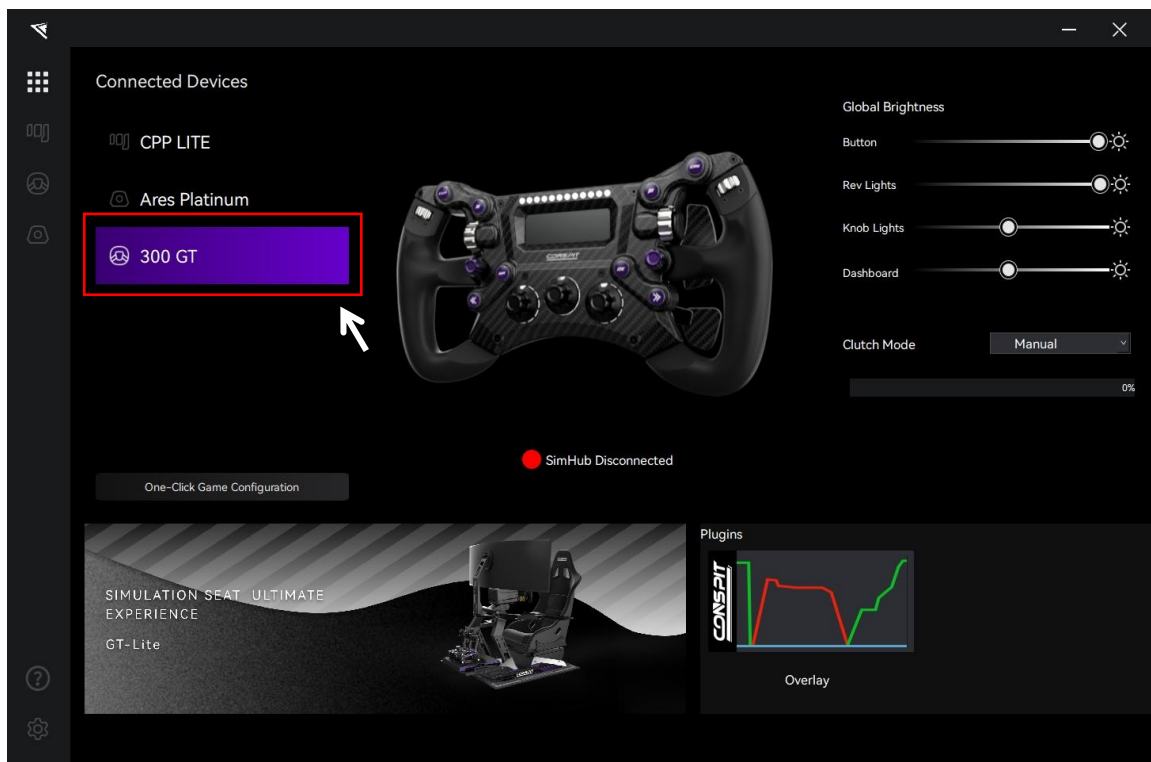 Connected Devices
CPP LITE
Ares Platinum
300 GT
CONSPIT
Global Brightness
Button
Rev Lights
Knob Lights
Dashboard
Clutch Mode
Manual
0%
SimHub Disconnected
One-Click Game Configuration
SIMULATION SEAT ULTIMATE
EXPERIENCE
GT-Lite
Plugins
CONSPIT
Overlay